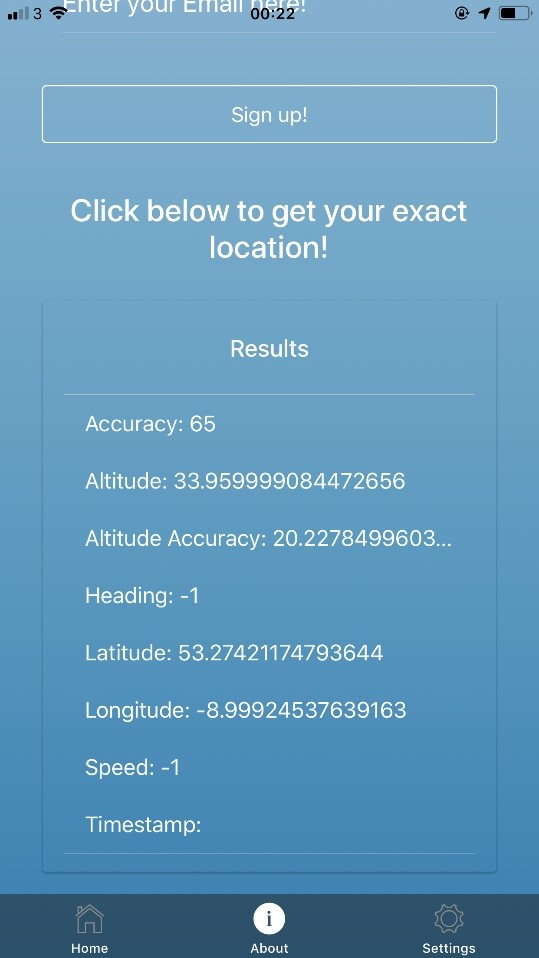 Enter your Email here!
3 00:22
Sign up!
Click below to get your exact
location!
Results
Accuracy: 65
Altitude: 33.959999084472656
Altitude Accuracy: 20.2278499603...
Heading: -1
Latitude: 53.27421174793644
Longitude: -8.99924537639163
Speed: -1
Timestamp:
Home About Settings